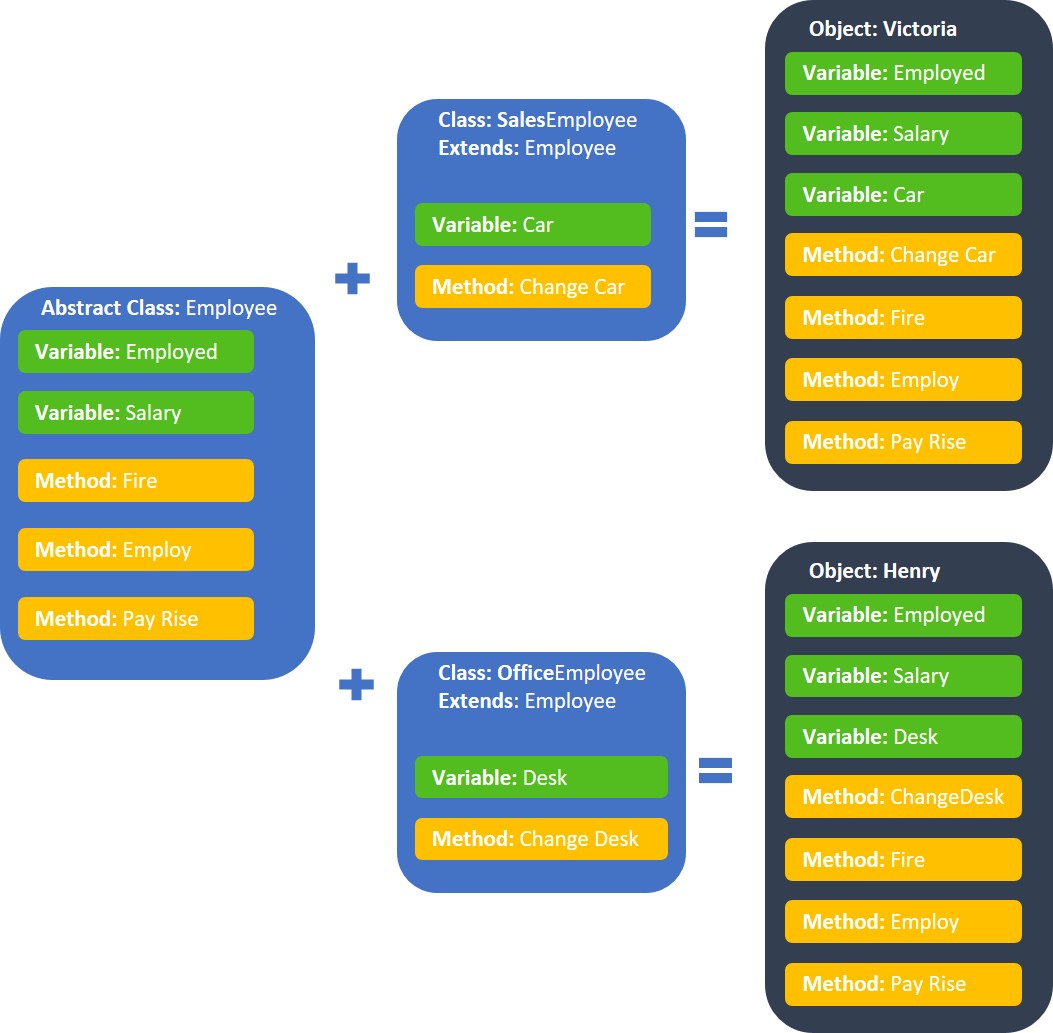 Abstract Class: Employee
Variable: Employed
Variable: Salary
Method: Fire
Method: Employ
Method: Pay Rise
Class: SalesEmployee
Extends: Employee
Variable: Car
Method: Change Car
Object: Victoria
Variable: Employed
Variable: Salary
Variable: Car
Method: Change Car
Method: Fire
Method: Employ
Method: Pay Rise
Class: OfficeEmployee
Extends: Employee
Variable: Desk
Method: Change Desk
Object: Henry
Variable: Employed
Variable: Salary
Variable: Desk
Method: ChangeDesk
Method: Fire
Method: Employ
Method: Pay Rise